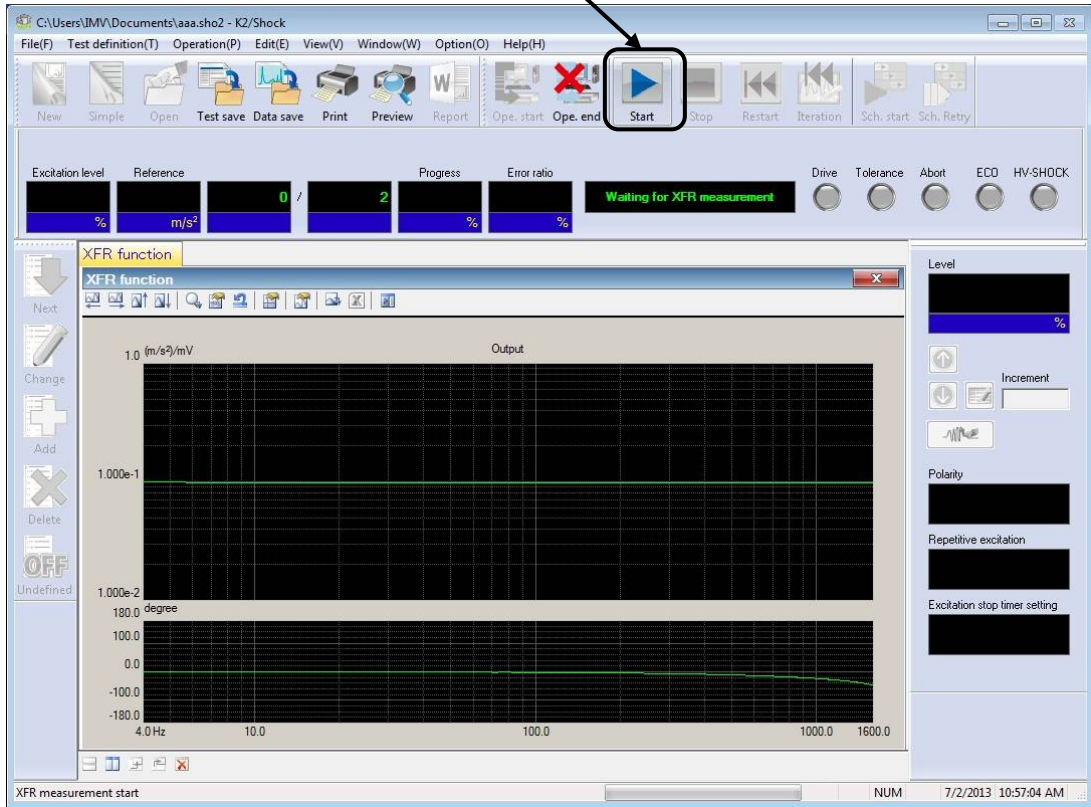 C:\Users\IMV\Documents\aaa.sho2 - K2/Shock
File(F) Test definition(T) Operation(P) Edit(E) View(V) Window(W) Option(O) Help(H)
New Simple Open Test save Data save Print Preview Report Ope. start Ope. end Start Stop Restart Iteration Sch. start Sch. Retry
Excitation level Reference Progress Error ratio Drive Tolerance Abort ECO HV-SHOCK
0 / 2 Waiting for XFR measurement
% m/s² % %
XFR function
XFR function
Next
Change
Add
Delete
OFF
Undefined
1.0 (m/s²)/mV Output
1.000e-1
1.000e-2
180.0 degree
100.0
0.0
-100.0
-180.0
4.0 Hz 10.0 100.0 1000.0 1600.0
Level
%
Increment
Polarity
Repetitive excitation
Excitation stop timer setting
XFR measurement start NUM 7/2/2013 10:57:04 AM